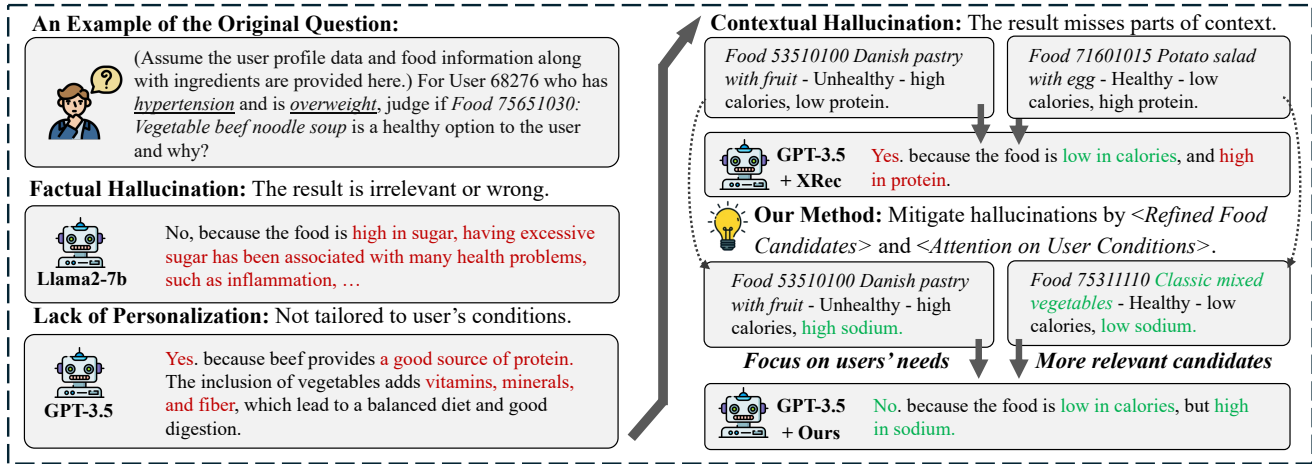 An Example of the Original Question:
(Assume the user profile data and food information along
with ingredients are provided here.) For User 68276 who has
hypertension and is overweight, judge if Food 75651030:
Vegetable beef noodle soup is a healthy option to the user
and why?
Factual Hallucination: The result is irrelevant or wrong.
Llama2-7b
No, because the food is high in sugar, having excessive
sugar has been associated with many health problems,
such as inflammation, …
Lack of Personalization: Not tailored to user's conditions.
GPT-3.5
Yes. because beef provides a good source of protein.
The inclusion of vegetables adds vitamins, minerals,
and fiber, which lead to a balanced diet and good
digestion.
Contextual Hallucination: The result misses parts of context.
Food 53510100 Danish pastry
with fruit - Unhealthy - high
calories, low protein.
Food 71601015 Potato salad
with egg - Healthy - low
calories, high protein.
GPT-3.5
+ XRec
Yes. because the food is low in calories, and high
in protein.
Our Method: Mitigate hallucinations by <Refined Food
Candidates> and <Attention on User Conditions>.
Food 53510100 Danish pastry
with fruit - Unhealthy - high
calories, high sodium.
Food 75311110 Classic mixed
vegetables - Healthy - low
calories, low sodium.
Focus on users' needs
More relevant candidates
GPT-3.5
+ Ours
No. because the food is low in calories, but high
in sodium.